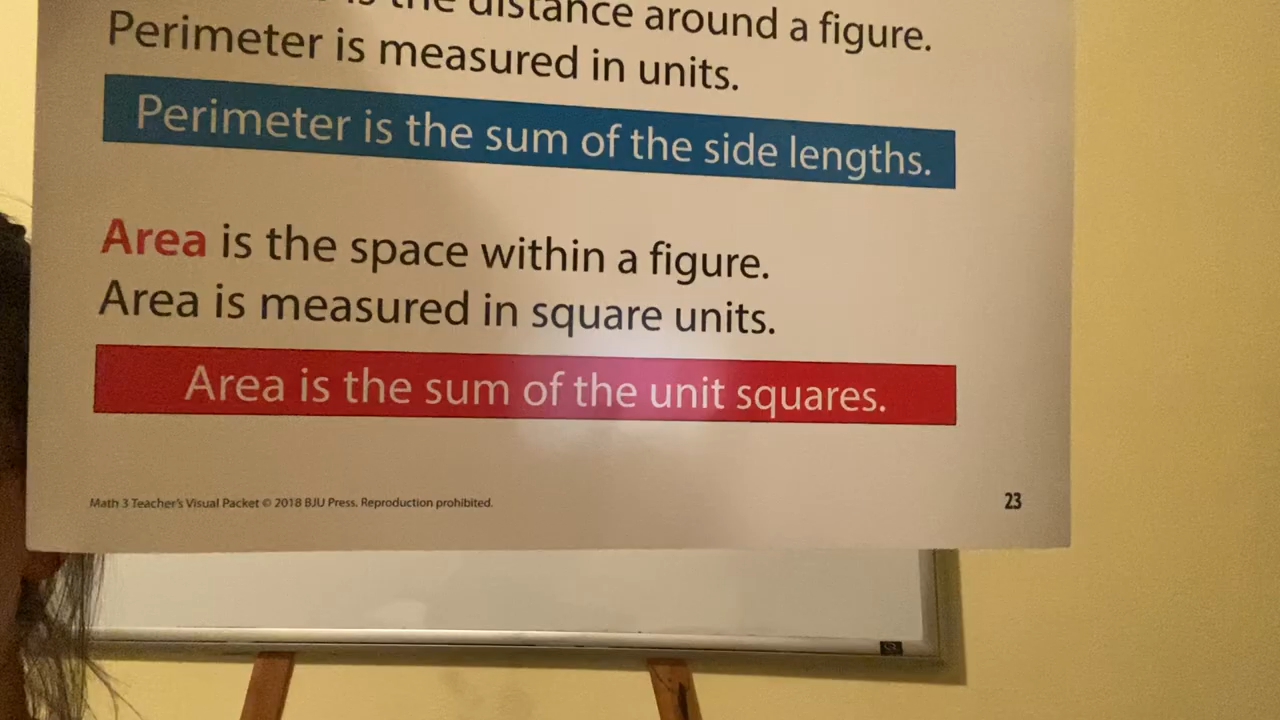 is the distance around a figure.
Perimeter is measured in units.
Perimeter is the sum of the side lengths.
Area is the space within a figure.
Area is measured in square units.
Area is the sum of the unit squares.
Math 3 Teacher's Visual Packet © 2018 BJU Press. Reproduction prohibited.
23